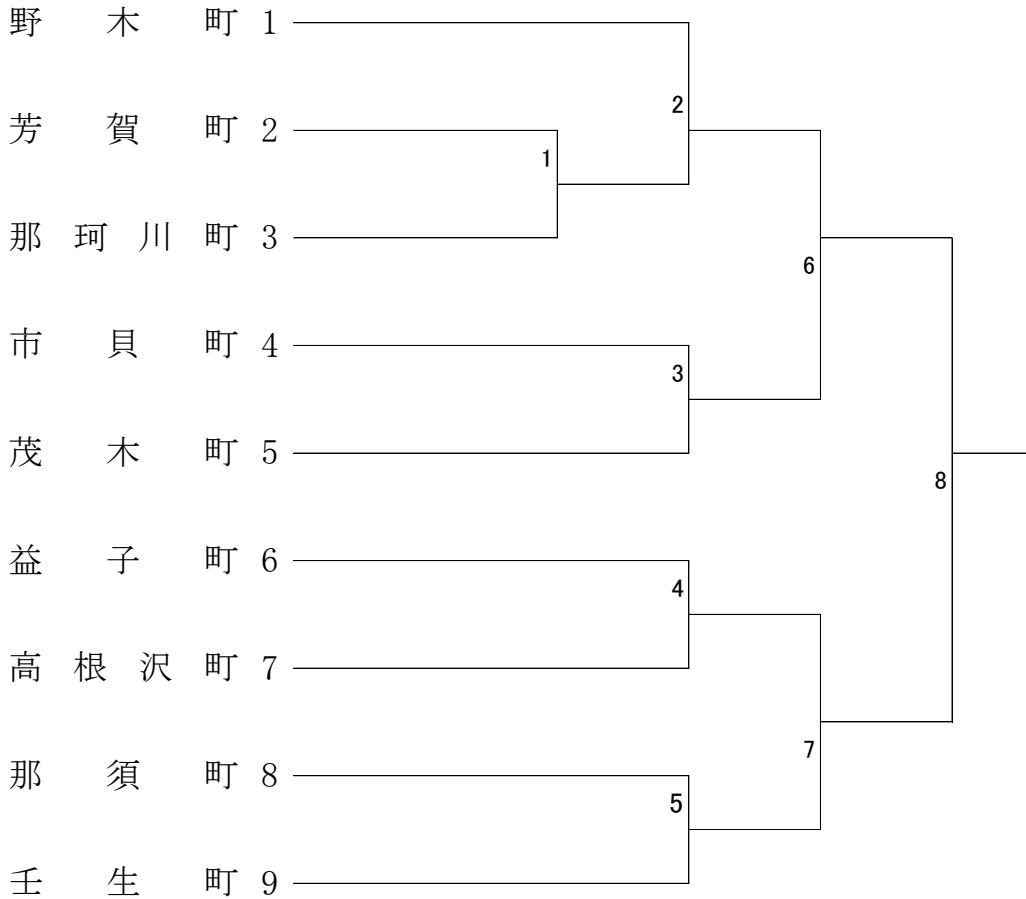 野木町 1
2
芳賀町 2
1
那珂川町 3
6
市貝町 4
3
茂木町 5
8
益子町 6
4
高根沢町 7
7
那須町 8
5
壬生町 9